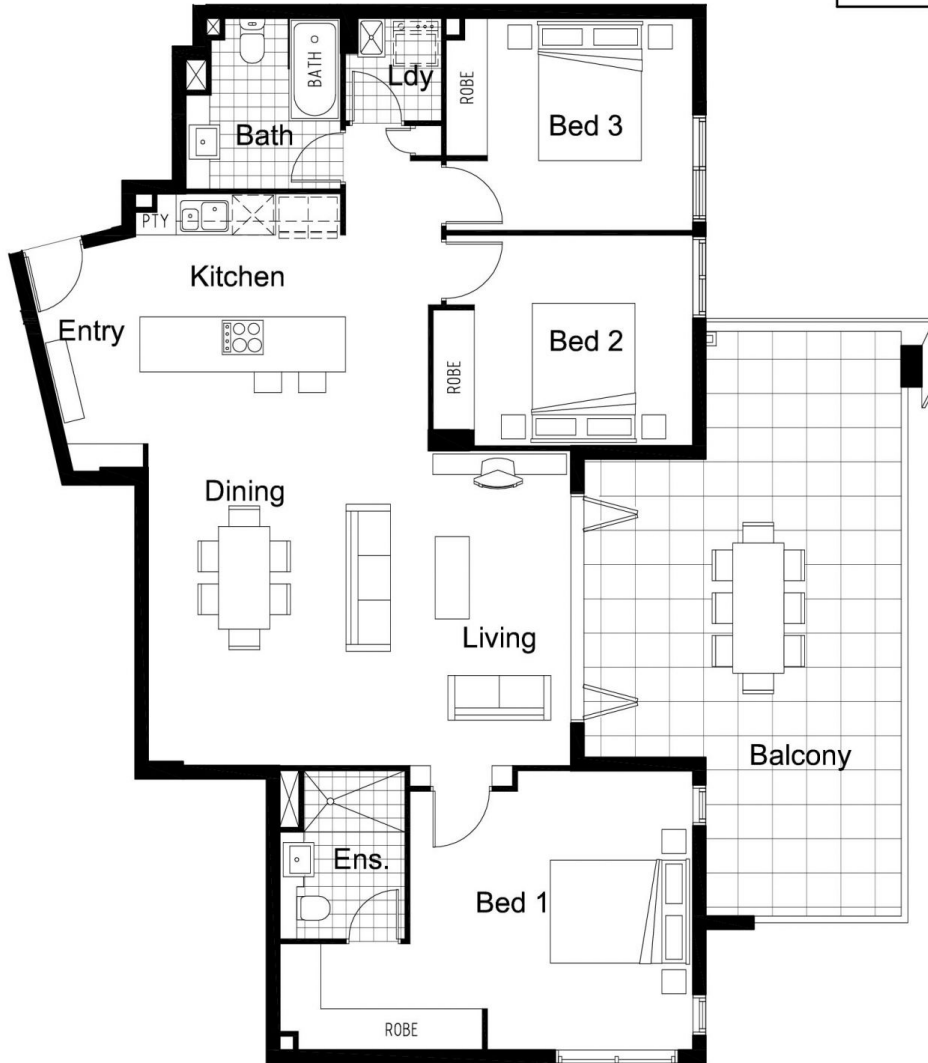 BATH
Ldy
ROBE
Bed 3
Bath
PTY
Kitchen
Entry
Bed 2
ROBE
Dining
Living
Balcony
Ens.
Bed 1
ROBE